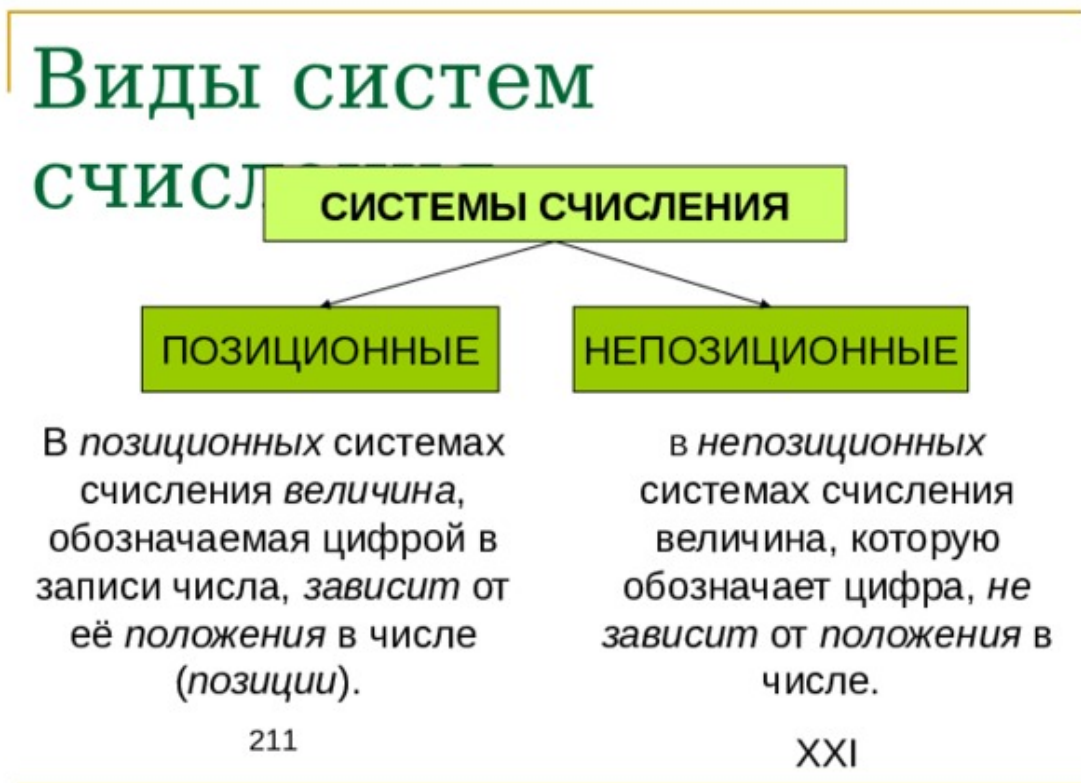 Виды систем
СИСТЕМЫ СЧИСЛЕНИЯ
ПОЗИЦИОННЫЕ
НЕПОЗИЦИОННЫЕ
В позиционных системах
счисления величина,
обозначаемая цифрой в
записи числа, зависит от
её положения в числе
(позиции).
211
в непозиционных
системах счисления
величина, которую
обозначает цифра, не
зависит от положения в
числе.
XXI